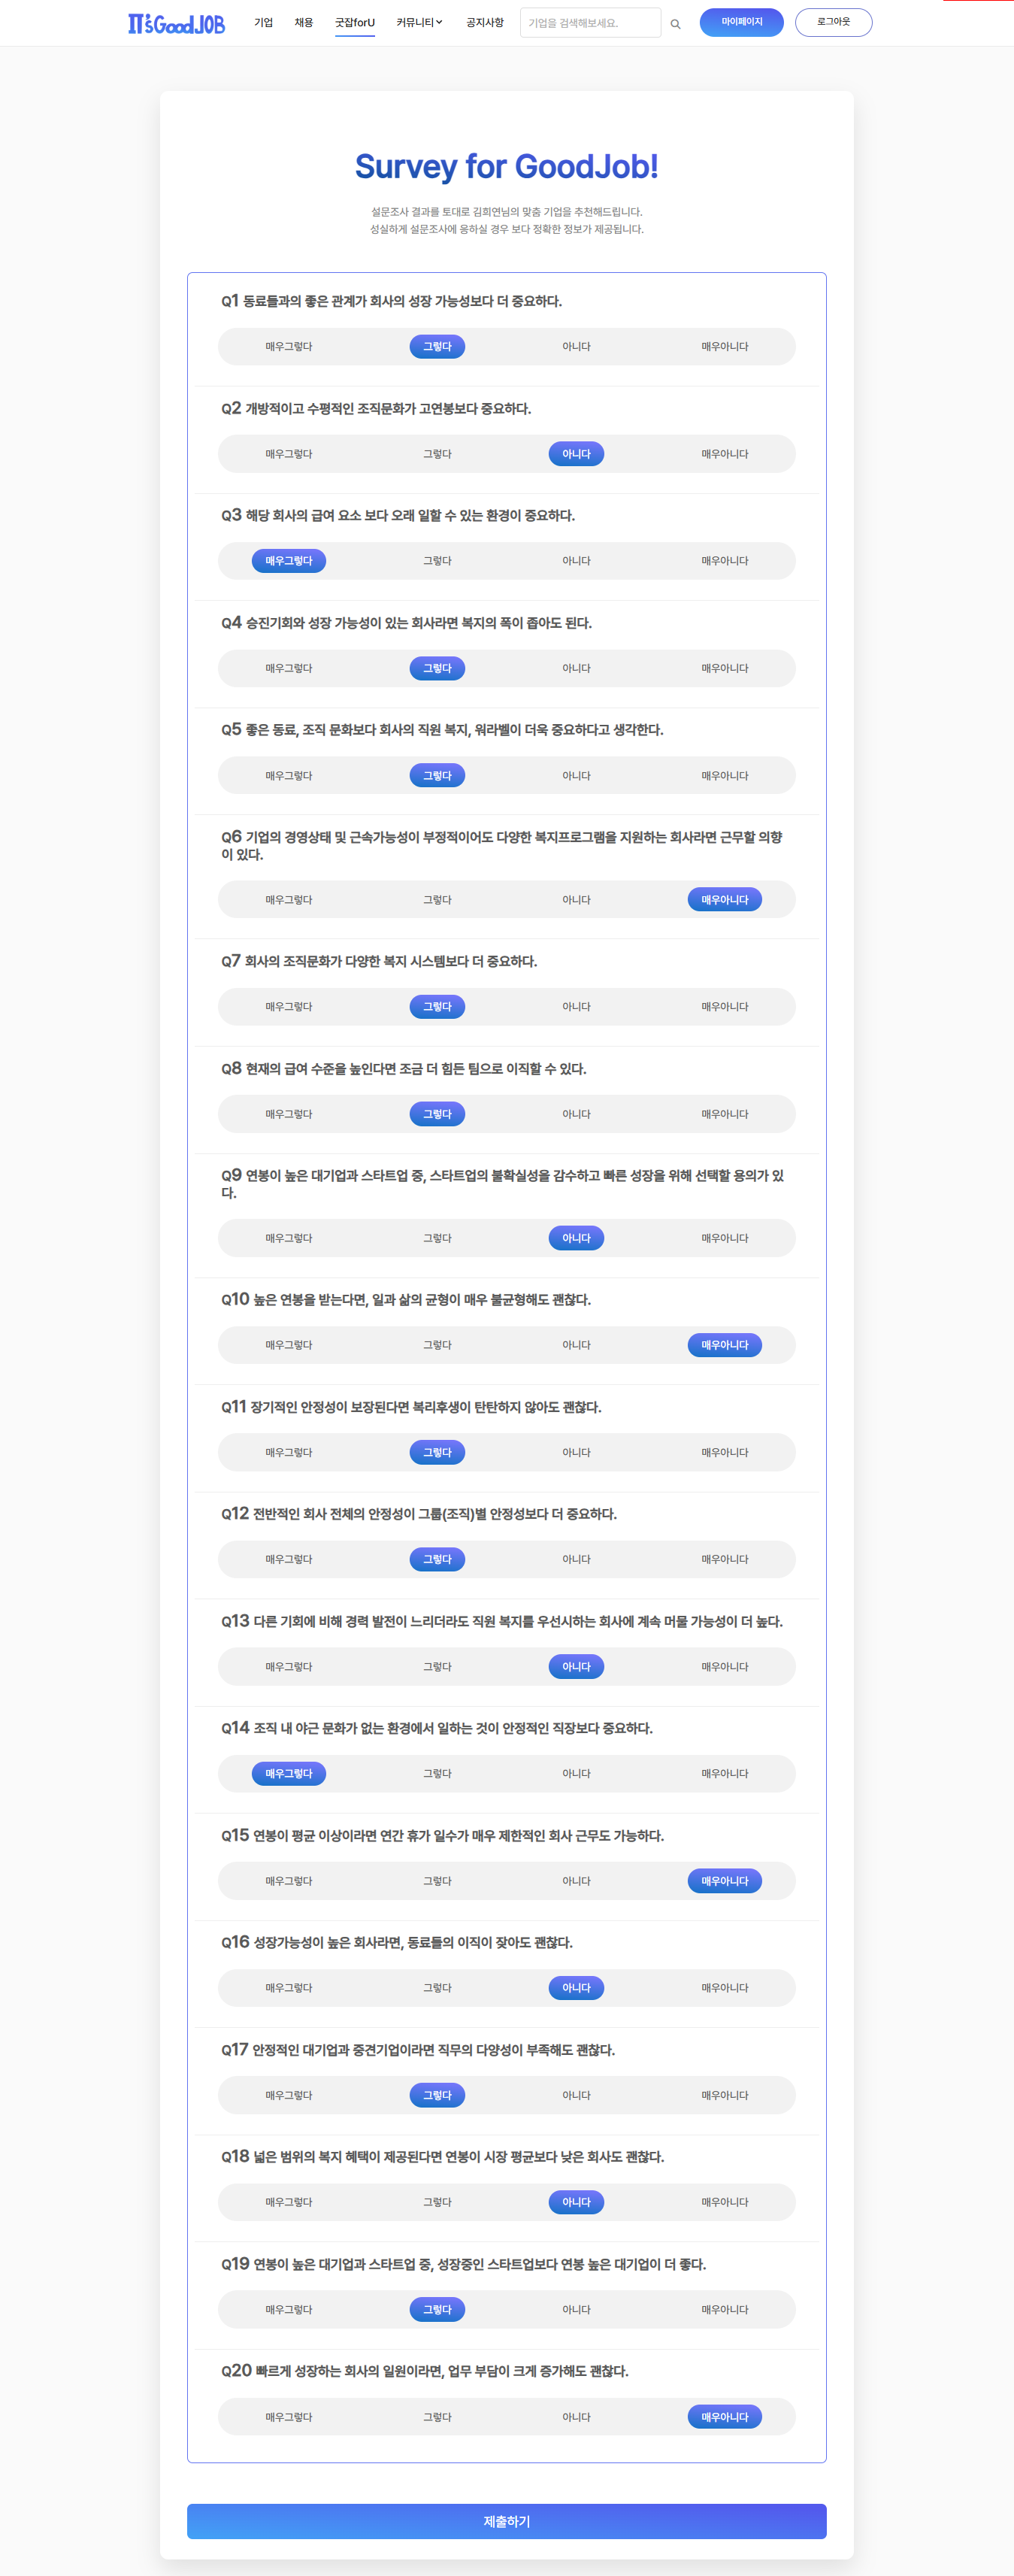 IT's GoodJOB 기업 채용 굿잡forU 커뮤니티 공지사항 기업을 검색해보세요. 마이페이지 로그아웃
Survey for GoodJob!
설문조사 결과를 토대로 김희연님의 맞춤 기업을 추천해드립니다.
성실하게 설문조사에 응하실 경우 보다 정확한 정보가 제공됩니다.
Q1 동료들과의 좋은 관계가 회사의 성장 가능성보다 더 중요하다.
매우그렇다 그렇다 아니다 매우아니다
Q2 개방적이고 수평적인 조직문화가 고연봉보다 중요하다.
매우그렇다 그렇다 아니다 매우아니다
Q3 해당 회사의 급여 요소 보다 오래 일할 수 있는 환경이 중요하다.
매우그렇다 그렇다 아니다 매우아니다
Q4 승진기회와 성장 가능성이 있는 회사라면 복지의 폭이 좁아도 된다.
매우그렇다 그렇다 아니다 매우아니다
Q5 좋은 동료, 조직 문화보다 회사의 직원 복지, 워라벨이 더욱 중요하다고 생각한다.
매우그렇다 그렇다 아니다 매우아니다
Q6 기업의 경영상태 및 근속가능성이 부정적이어도 다양한 복지프로그램을 지원하는 회사라면 근무할 의향
이 있다.
매우그렇다 그렇다 아니다 매우아니다
Q7 회사의 조직문화가 다양한 복지 시스템보다 더 중요하다.
매우그렇다 그렇다 아니다 매우아니다
Q8 현재의 급여 수준을 높인다면 조금 더 힘든 팀으로 이직할 수 있다.
매우그렇다 그렇다 아니다 매우아니다
Q9 연봉이 높은 대기업과 스타트업 중, 스타트업의 불확실성을 감수하고 빠른 성장을 위해 선택할 용의가 있
다.
매우그렇다 그렇다 아니다 매우아니다
Q10 높은 연봉을 받는다면, 일과 삶의 균형이 매우 불균형해도 괜찮다.
매우그렇다 그렇다 아니다 매우아니다
Q11 장기적인 안정성이 보장된다면 복리후생이 탄탄하지 않아도 괜찮다.
매우그렇다 그렇다 아니다 매우아니다
Q12 전반적인 회사 전체의 안정성이 그룹(조직)별 안정성보다 더 중요하다.
매우그렇다 그렇다 아니다 매우아니다
Q13 다른 기회에 비해 경력 발전이 느리더라도 직원 복지를 우선시하는 회사에 계속 머물 가능성이 더 높다.
매우그렇다 그렇다 아니다 매우아니다
Q14 조직 내 야근 문화가 없는 환경에서 일하는 것이 안정적인 직장보다 중요하다.
매우그렇다 그렇다 아니다 매우아니다
Q15 연봉이 평균 이상이라면 연간 휴가 일수가 매우 제한적인 회사 근무도 가능하다.
매우그렇다 그렇다 아니다 매우아니다
Q16 성장가능성이 높은 회사라면, 동료들의 이직이 잦아도 괜찮다.
매우그렇다 그렇다 아니다 매우아니다
Q17 안정적인 대기업과 중견기업이라면 직무의 다양성이 부족해도 괜찮다.
매우그렇다 그렇다 아니다 매우아니다
Q18 넓은 범위의 복지 혜택이 제공된다면 연봉이 시장 평균보다 낮은 회사도 괜찮다.
매우그렇다 그렇다 아니다 매우아니다
Q19 연봉이 높은 대기업과 스타트업 중, 성장중인 스타트업보다 연봉 높은 대기업이 더 좋다.
매우그렇다 그렇다 아니다 매우아니다
Q20 빠르게 성장하는 회사의 일원이라면, 업무 부담이 크게 증가해도 괜찮다.
매우그렇다 그렇다 아니다 매우아니다
제출하기